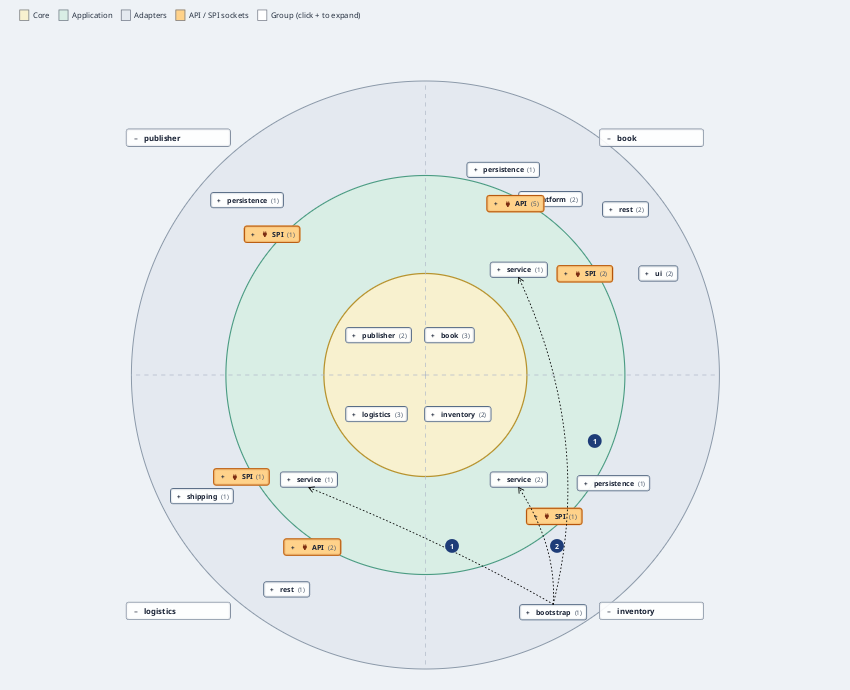 Core Application Adapters API / SPI sockets Group (click + to expand)
− publisher
− book
+ persistence (1)
+ persistence (1)
tform (2)
+ API (5)
+ rest (2)
+ SPI (1)
+ service (1)
+ SPI (2)
+ ui (2)
+ publisher (2)
+ book (3)
+ logistics (3)
+ inventory (2)
1
+ SPI (1)
+ service (1)
+ service (2)
+ persistence (1)
+ shipping (1)
+ SPI (1)
+ API (2)
1
2
+ rest (1)
− logistics
+ bootstrap (1)
− inventory